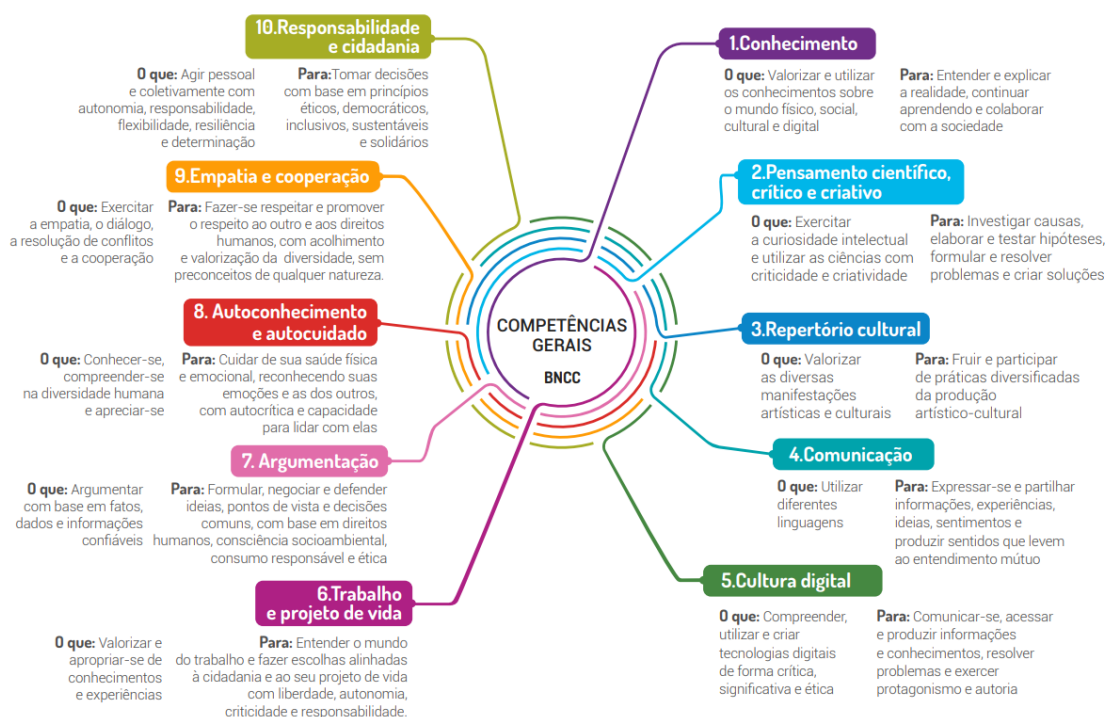 COMPETÊNCIAS
GERAIS
BNCC
1.Conhecimento
O que: Valorizar e utilizar
os conhecimentos sobre
o mundo físico, social,
cultural e digital
Para: Entender e explicar
a realidade, continuar
aprendendo e colaborar
com a sociedade
2.Pensamento científico,
crítico e criativo
O que: Exercitar
a curiosidade intelectual
e utilizar as ciências com
criticidade e criatividade
Para: Investigar causas,
elaborar e testar hipóteses,
formular e resolver
problemas e criar soluções
3.Repertório cultural
O que: Valorizar
as diversas
manifestações
artísticas e culturais
Para: Fruir e participar
de práticas diversificadas
da produção
artístico-cultural
4.Comunicação
O que: Utilizar
diferentes
linguagens
Para: Expressar-se e partilhar
informações, experiências,
ideias, sentimentos e
produzir sentidos que levem
ao entendimento mútuo
5.Cultura digital
O que: Compreender,
utilizar e criar
tecnologias digitais
de forma crítica,
significativa e ética
Para: Comunicar-se, acessar
e produzir informações
e conhecimentos, resolver
problemas e exercer
protagonismo e autoria
6.Trabalho
e projeto de vida
O que: Valorizar e
apropriar-se de
conhecimentos
e experiências
Para: Entender o mundo
do trabalho e fazer escolhas alinhadas
à cidadania e ao seu projeto de vida
com liberdade, autonomia,
criticidade e responsabilidade.
7. Argumentação
O que: Argumentar
com base em fatos,
dados e informações
confiáveis
Para: Formular, negociar e defender
ideias, pontos de vista e decisões
comuns, com base em direitos
humanos, consciência socioambiental,
consumo responsável e ética
8. Autoconhecimento
e autocuidado
O que: Conhecer-se,
compreender-se
na diversidade humana
e apreciar-se
Para: Cuidar de sua saúde física
e emocional, reconhecendo suas
emoções e as dos outros,
com autocrítica e capacidade
para lidar com elas
9.Empatia e cooperação
O que: Exercitar
a empatia, o diálogo,
a resolução de conflitos
e a cooperação
Para: Fazer-se respeitar e promover
o respeito ao outro e aos direitos
humanos, com acolhimento
e valorização da diversidade, sem
preconceitos de qualquer natureza.
10.Responsabilidade
e cidadania
O que: Agir pessoal
e coletivamente com
autonomia, responsabilidade,
flexibilidade, resiliência
e determinação
Para:Tomar decisões
com base em princípios
éticos, democráticos,
inclusivos, sustentáveis
e solidários